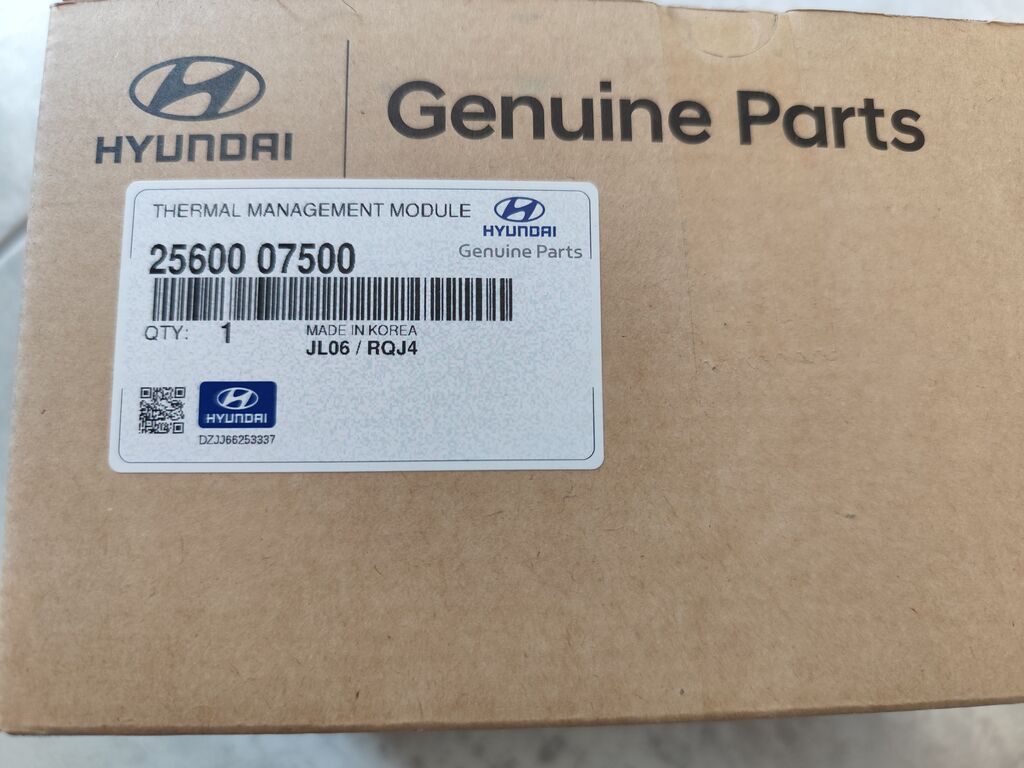 HYUNDAI
Genuine Parts
THERMAL MANAGEMENT MODULE
HYUNDAI
Genuine Parts
25600 07500
QTY: 1
MADE IN KOREA
JL06 / RQJ4
HYUNDAI
DZJJ66253337